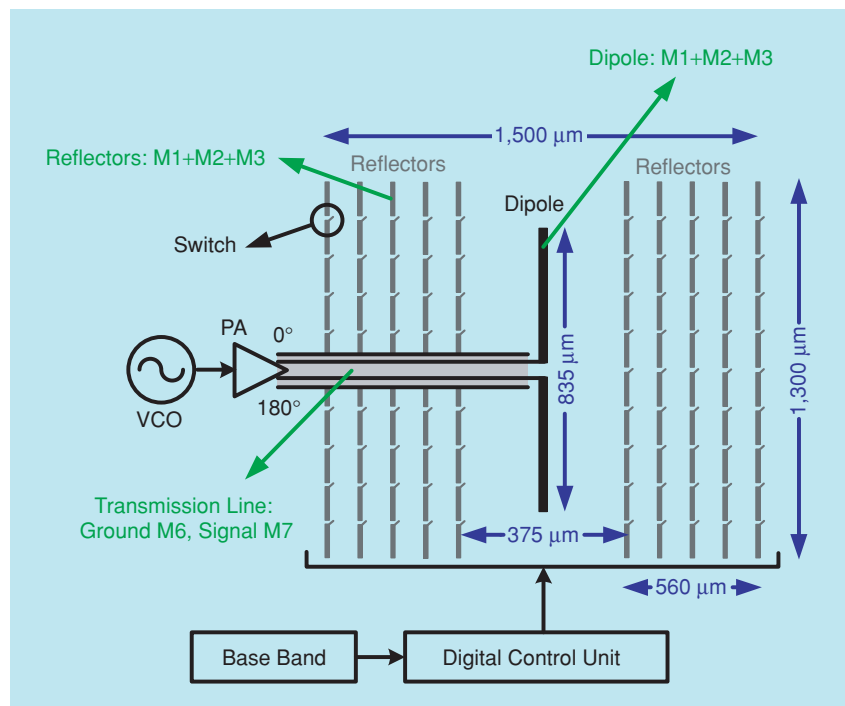 Dipole: M1+M2+M3
1,500 μm
Reflectors: M1+M2+M3
Reflectors
Reflectors
Dipole
Switch
PA
0°
835 μm
1,300 μm
180°
VCO
Transmission Line:
Ground M6, Signal M7
375 μm
560 μm
Base Band
Digital Control Unit